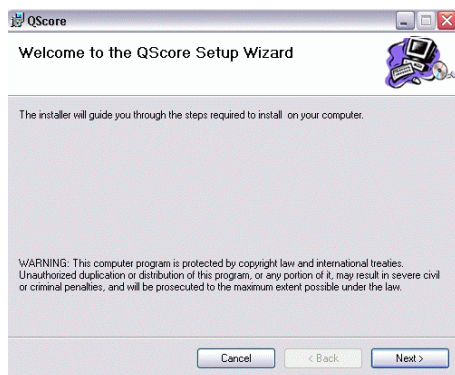 QScore
Welcome to the QScore Setup Wizard
The installer will guide you through the steps required to install  on your computer.
WARNING: This computer program is protected by copyright law and international treaties.
Unauthorized duplication or distribution of this program, or any portion of it, may result in severe civil
or criminal penalties, and will be prosecuted to the maximum extent possible under the law.
Cancel
< Back
Next >